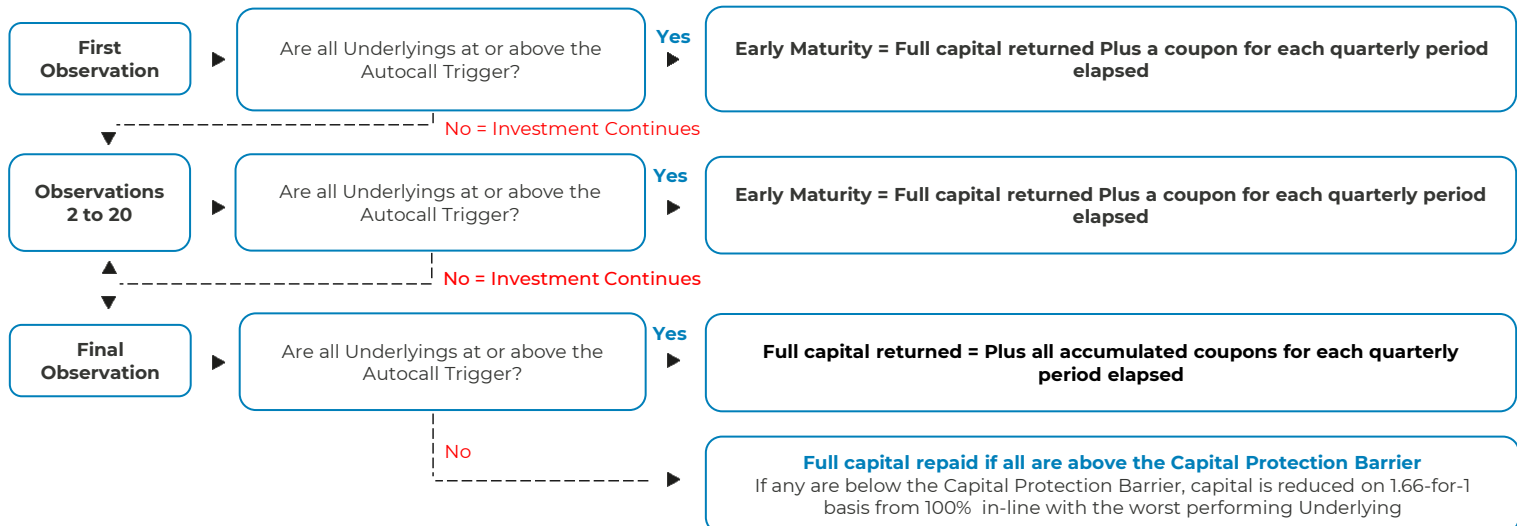 First
Observation
Are all Underlyings at or above the
Autocall Trigger?
Yes
Early Maturity = Full capital returned Plus a coupon for each quarterly period
elapsed
No = Investment Continues
Observations
2 to 20
Are all Underlyings at or above the
Autocall Trigger?
Yes
Early Maturity = Full capital returned Plus a coupon for each quarterly period
elapsed
No = Investment Continues
Final
Observation
Are all Underlyings at or above the
Autocall Trigger?
Yes
Full capital returned = Plus all accumulated coupons for each quarterly
period elapsed
No
Full capital repaid if all are above the Capital Protection Barrier
If any are below the Capital Protection Barrier, capital is reduced on 1.66-for-1
basis from 100% in-line with the worst performing Underlying